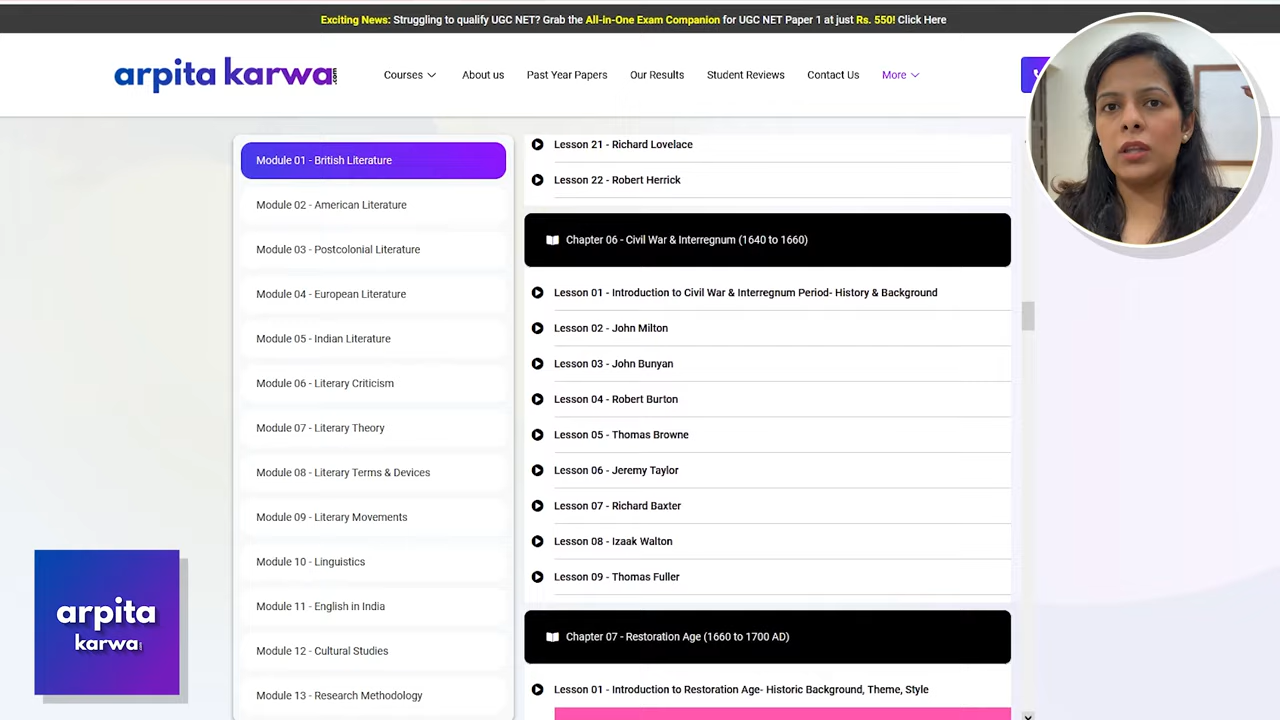 Exciting News: Struggling to qualify UGC NET? Grab the All-in-One Exam Companion for UGC NET Paper 1 at just Rs. 550! Click Here
arpita karwa.com
Courses
About us
Past Year Papers
Our Results
Student Reviews
Contact Us
More
Module 01 - British Literature
Module 02 - American Literature
Module 03 - Postcolonial Literature
Module 04 - European Literature
Module 05 - Indian Literature
Module 06 - Literary Criticism
Module 07 - Literary Theory
Module 08 - Literary Terms & Devices
Module 09 - Literary Movements
Module 10 - Linguistics
Module 11 - English in India
Module 12 - Cultural Studies
Module 13 - Research Methodology
Lesson 21 - Richard Lovelace
Lesson 22 - Robert Herrick
Chapter 06 - Civil War & Interregnum (1640 to 1660)
Lesson 01 - Introduction to Civil War & Interregnum Period- History & Background
Lesson 02 - John Milton
Lesson 03 - John Bunyan
Lesson 04 - Robert Burton
Lesson 05 - Thomas Browne
Lesson 06 - Jeremy Taylor
Lesson 07 - Richard Baxter
Lesson 08 - Izaak Walton
Lesson 09 - Thomas Fuller
Chapter 07 - Restoration Age (1660 to 1700 AD)
Lesson 01 - Introduction to Restoration Age- Historic Background, Theme, Style
arpita
karwa